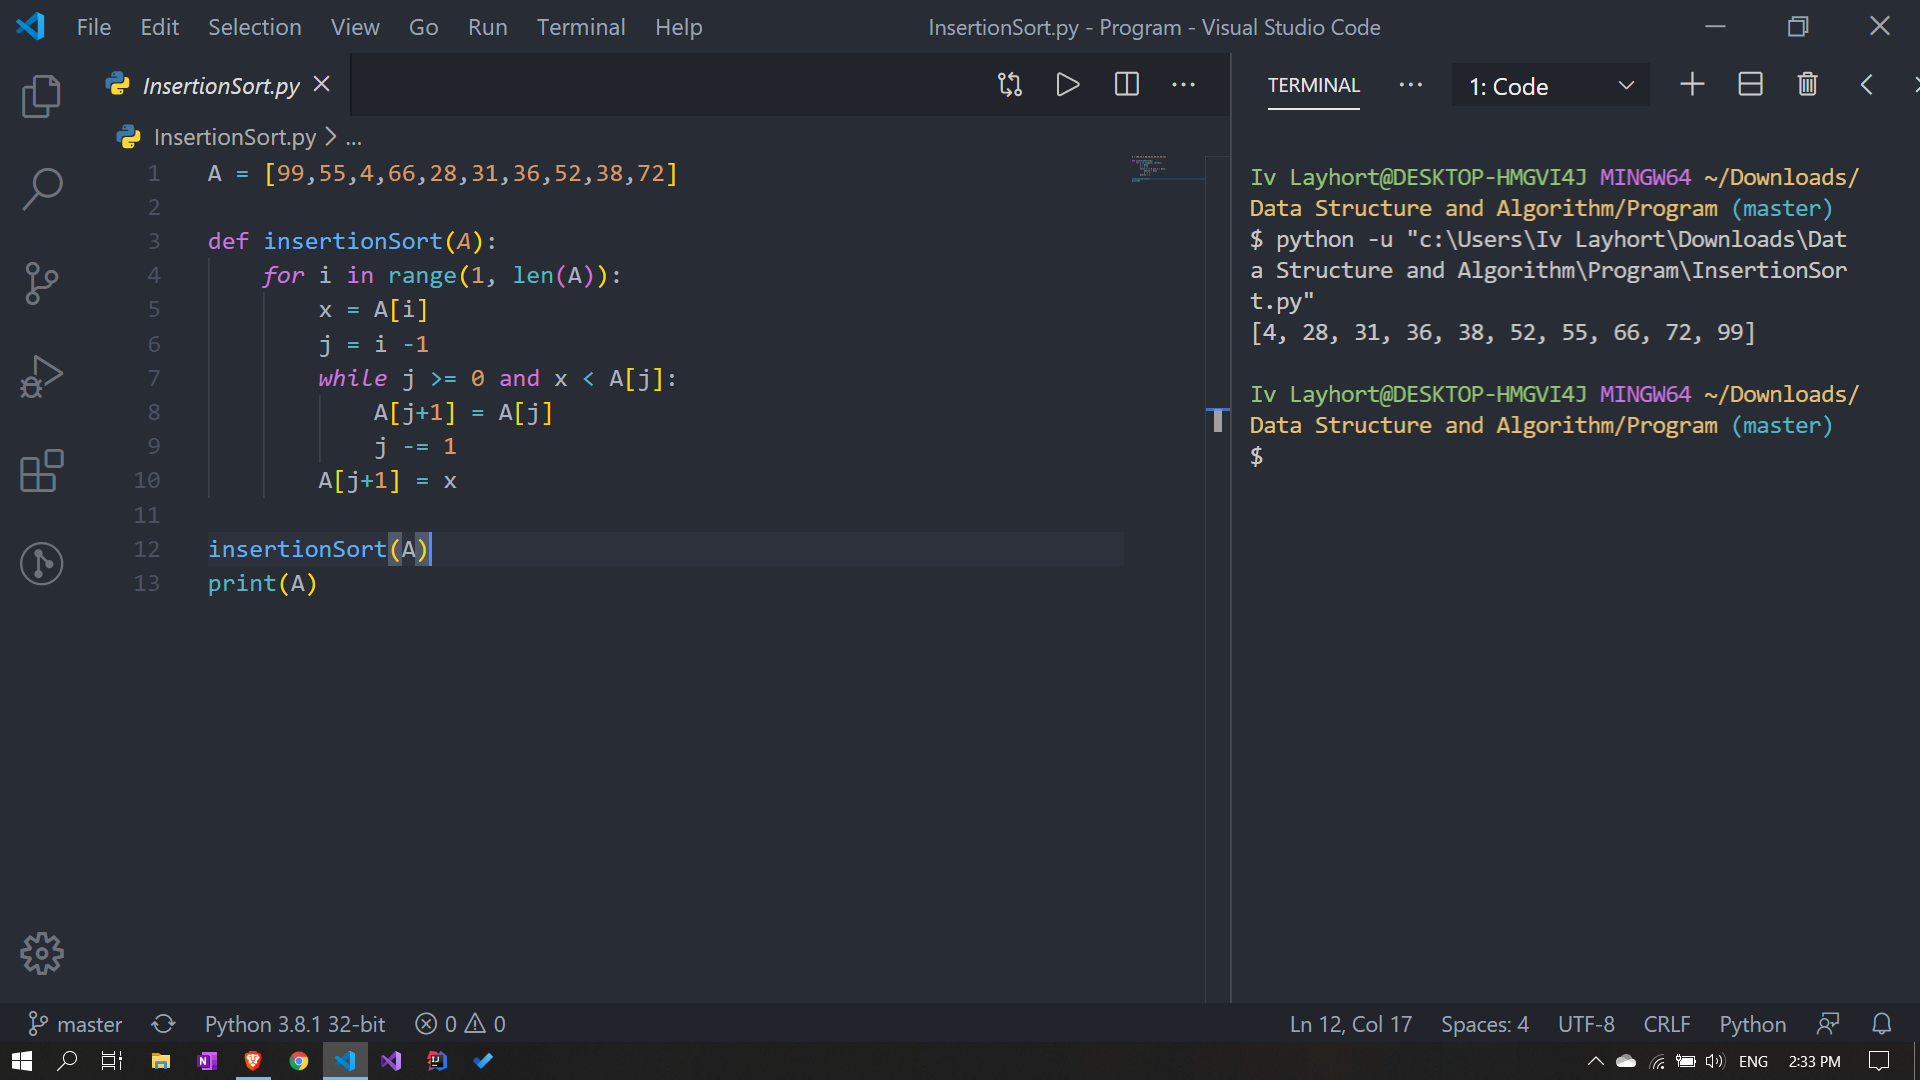 File Edit Selection View Go Run Terminal Help InsertionSort.py - Program - Visual Studio Code
InsertionSort.py
InsertionSort.py > ...
1 A = [99,55,4,66,28,31,36,52,38,72]
2
3 def insertionSort(A):
4     for i in range(1, len(A)):
5         x = A[i]
6         j = i -1
7         while j >= 0 and x < A[j]:
8             A[j+1] = A[j]
9             j -= 1
10         A[j+1] = x
11
12 insertionSort(A)
13 print(A)
TERMINAL ... 1: Code
Iv Layhort@DESKTOP-HMGVI4J MINGW64 ~/Downloads/
Data Structure and Algorithm/Program (master)
$ python -u "c:\Users\Iv Layhort\Downloads\Dat
a Structure and Algorithm\Program\InsertionSor
t.py"
[4, 28, 31, 36, 38, 52, 55, 66, 72, 99]
Iv Layhort@DESKTOP-HMGVI4J MINGW64 ~/Downloads/
Data Structure and Algorithm/Program (master)
$
master Python 3.8.1 32-bit 0 0 Ln 12, Col 17 Spaces: 4 UTF-8 CRLF Python
ENG 2:33 PM